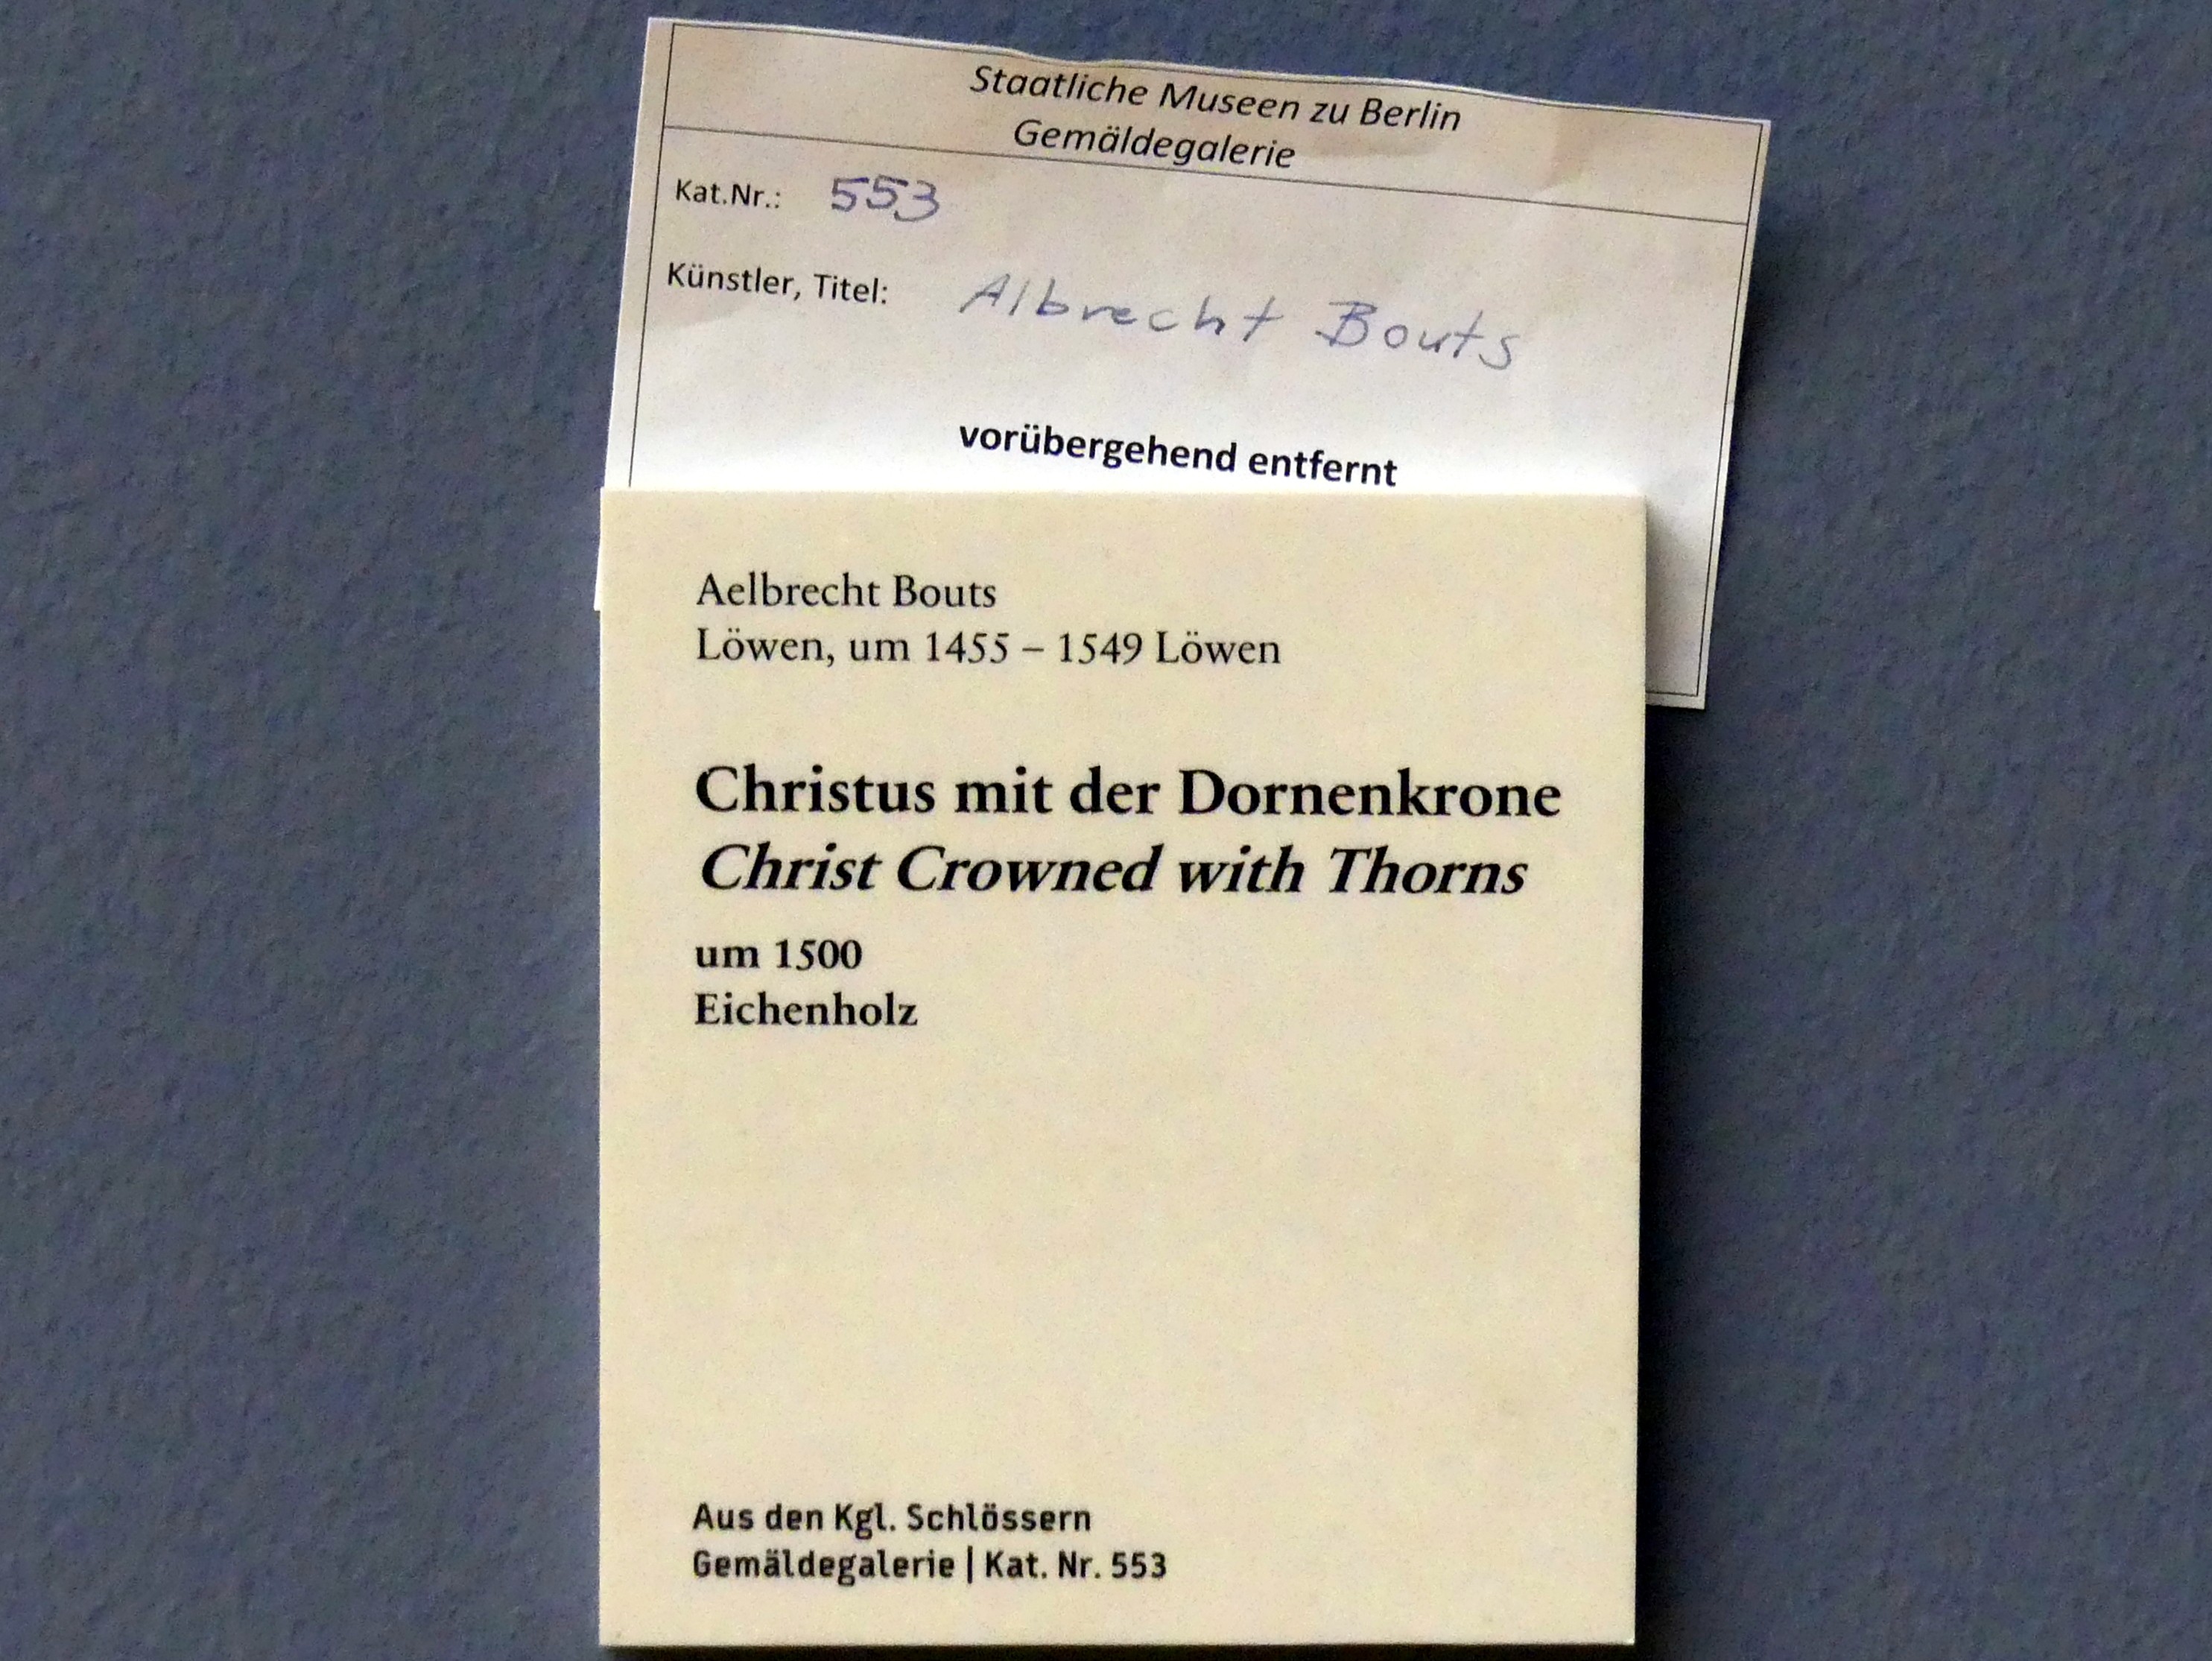 Staatliche Museen zu Berlin
Gemäldegalerie
Kat.Nr.: 553
Künstler, Titel: Albrecht Bouts
vorübergehend entfernt
Aelbrecht Bouts
Löwen, um 1455 – 1549 Löwen
Christus mit der Dornenkrone
Christ Crowned with Thorns
um 1500
Eichenholz
Aus den Kgl. Schlössern
Gemäldegalerie | Kat. Nr. 553